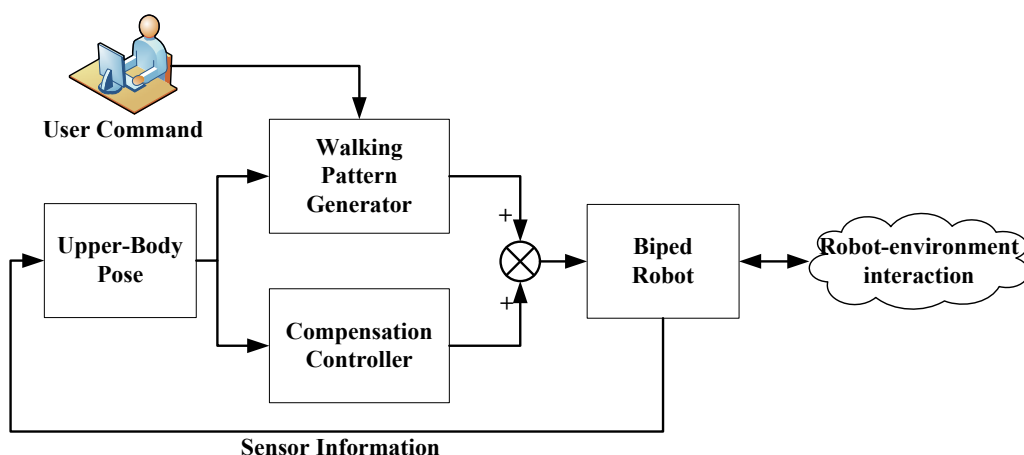 User Command
Walking
Pattern
Generator
Upper-Body
Pose
+
+
Compensation
Controller
Biped
Robot
Robot-environment
interaction
Sensor Information